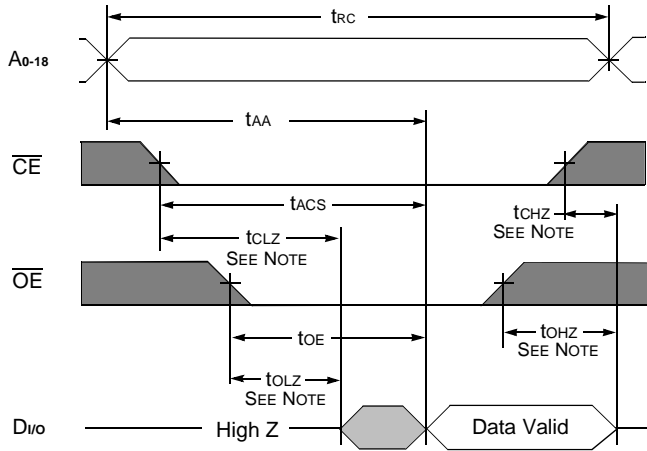 tRC
A0-18
tAA
CE
tACS
tCLZ
SEE NOTE
tCHZ
SEE NOTE
OE
tOE
tOHZ
SEE NOTE
tOLZ
SEE NOTE
DI/O
High Z
Data Valid